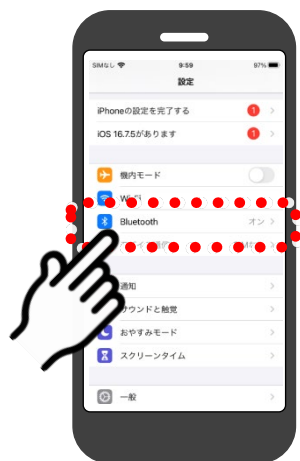 SIMなし 9:59 97%
設定
iPhoneの設定を完了する 1
iOS 16.7.5があります 1
機内モード
Wi-Fi
Bluetooth オン
通知
サウンドと触覚
おやすみモード
スクリーンタイム
一般